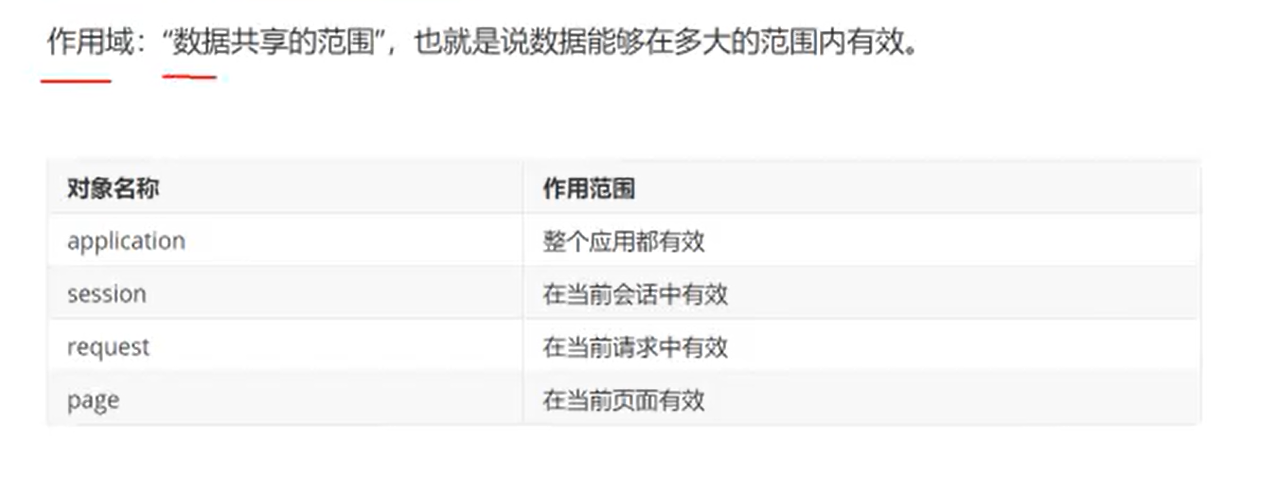 作用域：“数据共享的范围”，也就是说数据能够在多大的范围内有效。
对象名称 作用范围
application 整个应用都有效
session 在当前会话中有效
request 在当前请求中有效
page 在当前页面有效